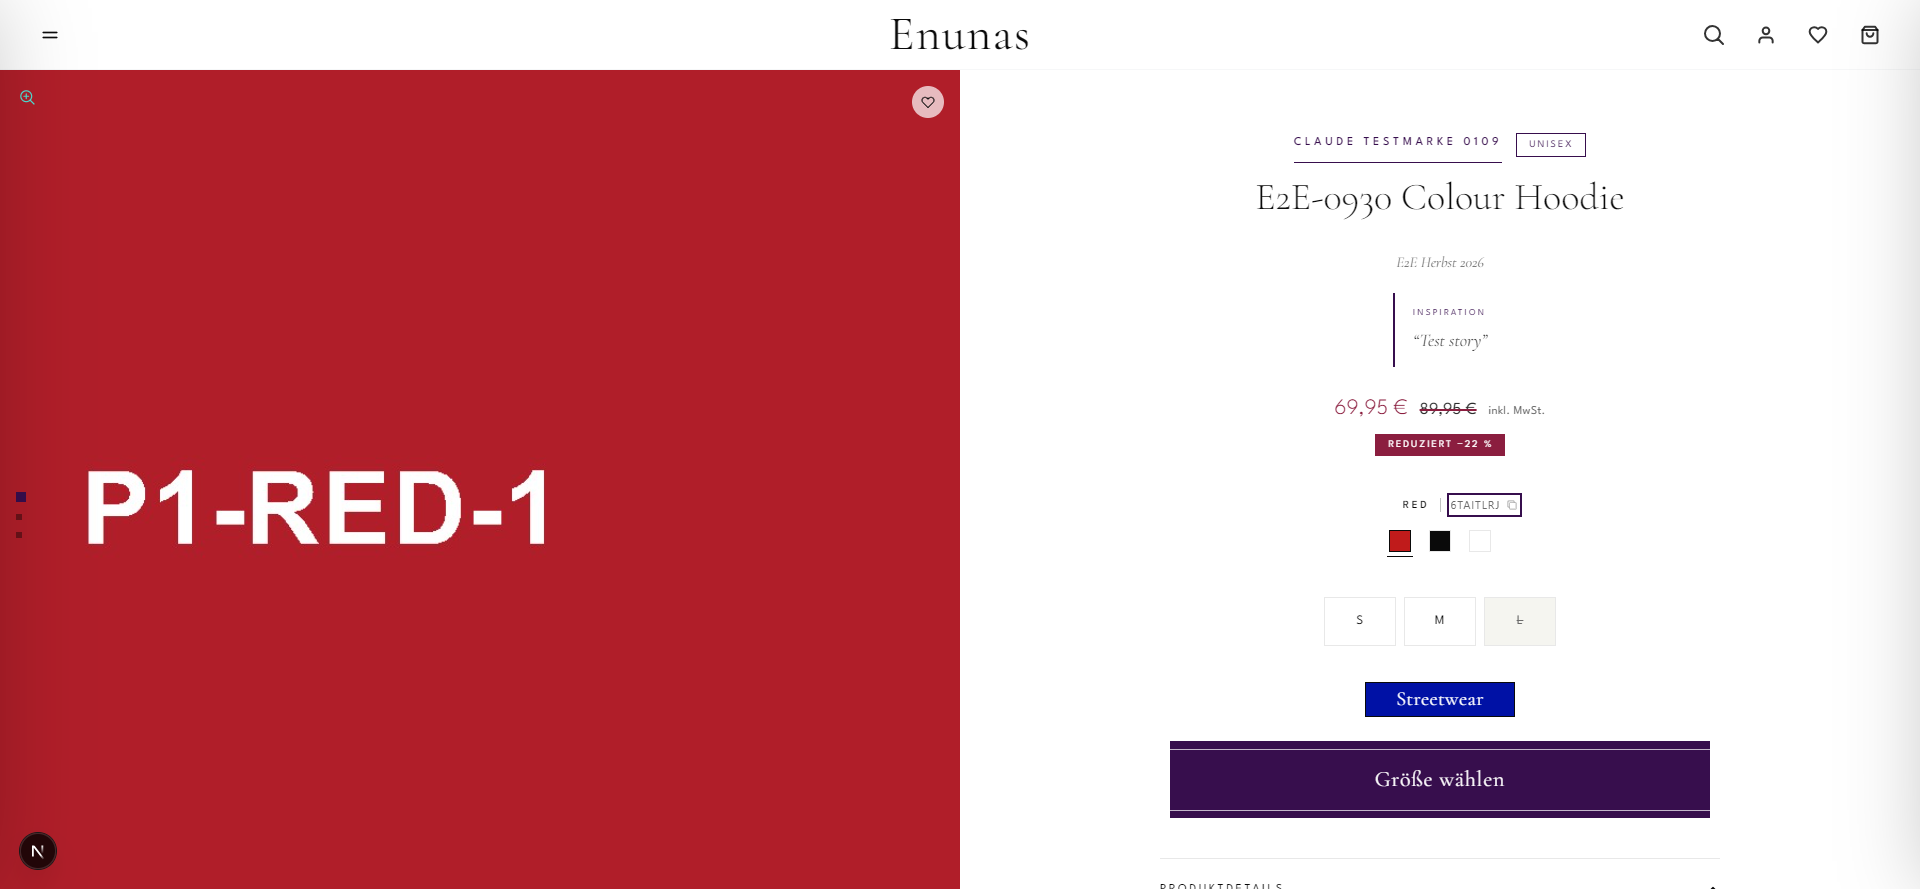 Enunas
P1-RED-1
N
CLAUDE TESTMARKE 0109
UNISEX
E2E-0930 Colour Hoodie
E2E Herbst 2026
INSPIRATION
“Test story”
69,95 € 89,95 € inkl. MwSt.
REDUZIERT −22 %
RED
6TAITLRJ
S
M
L
Streetwear
Größe wählen
PRODUKTDETAILS